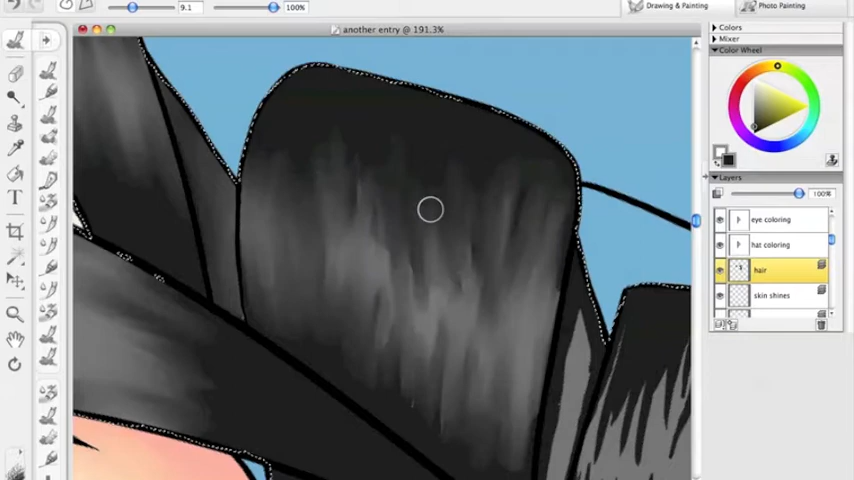 9.1
100%
Drawing & Painting
Photo Painting
another entry @ 191.3%
Colors
Mixer
Color Wheel
Layers
100%
eye coloring
hat coloring
hair
skin shines
T